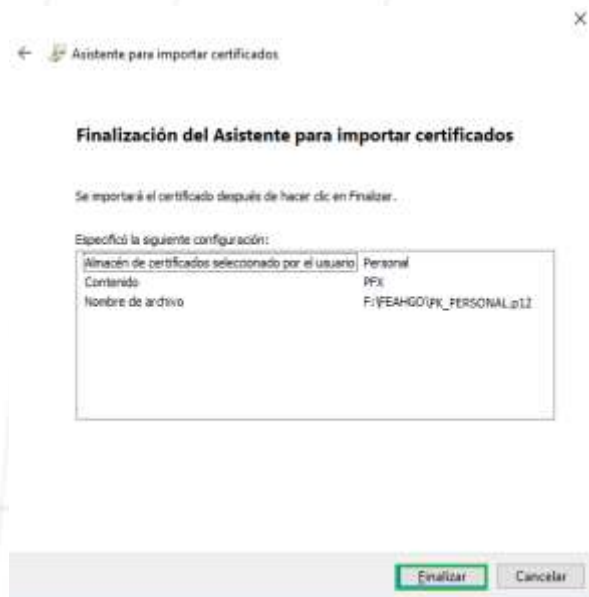 Asistente para importar certificados
Finalización del Asistente para importar certificados
Se importará el certificado después de hacer clic en Finalizar.
Especificó la siguiente configuración:
Almacén de certificados seleccionado por el usuario Personal
Contenido PFX
Nombre de archivo F:\FEAHGO\PK_PERSONAL.p12
Finalizar Cancelar